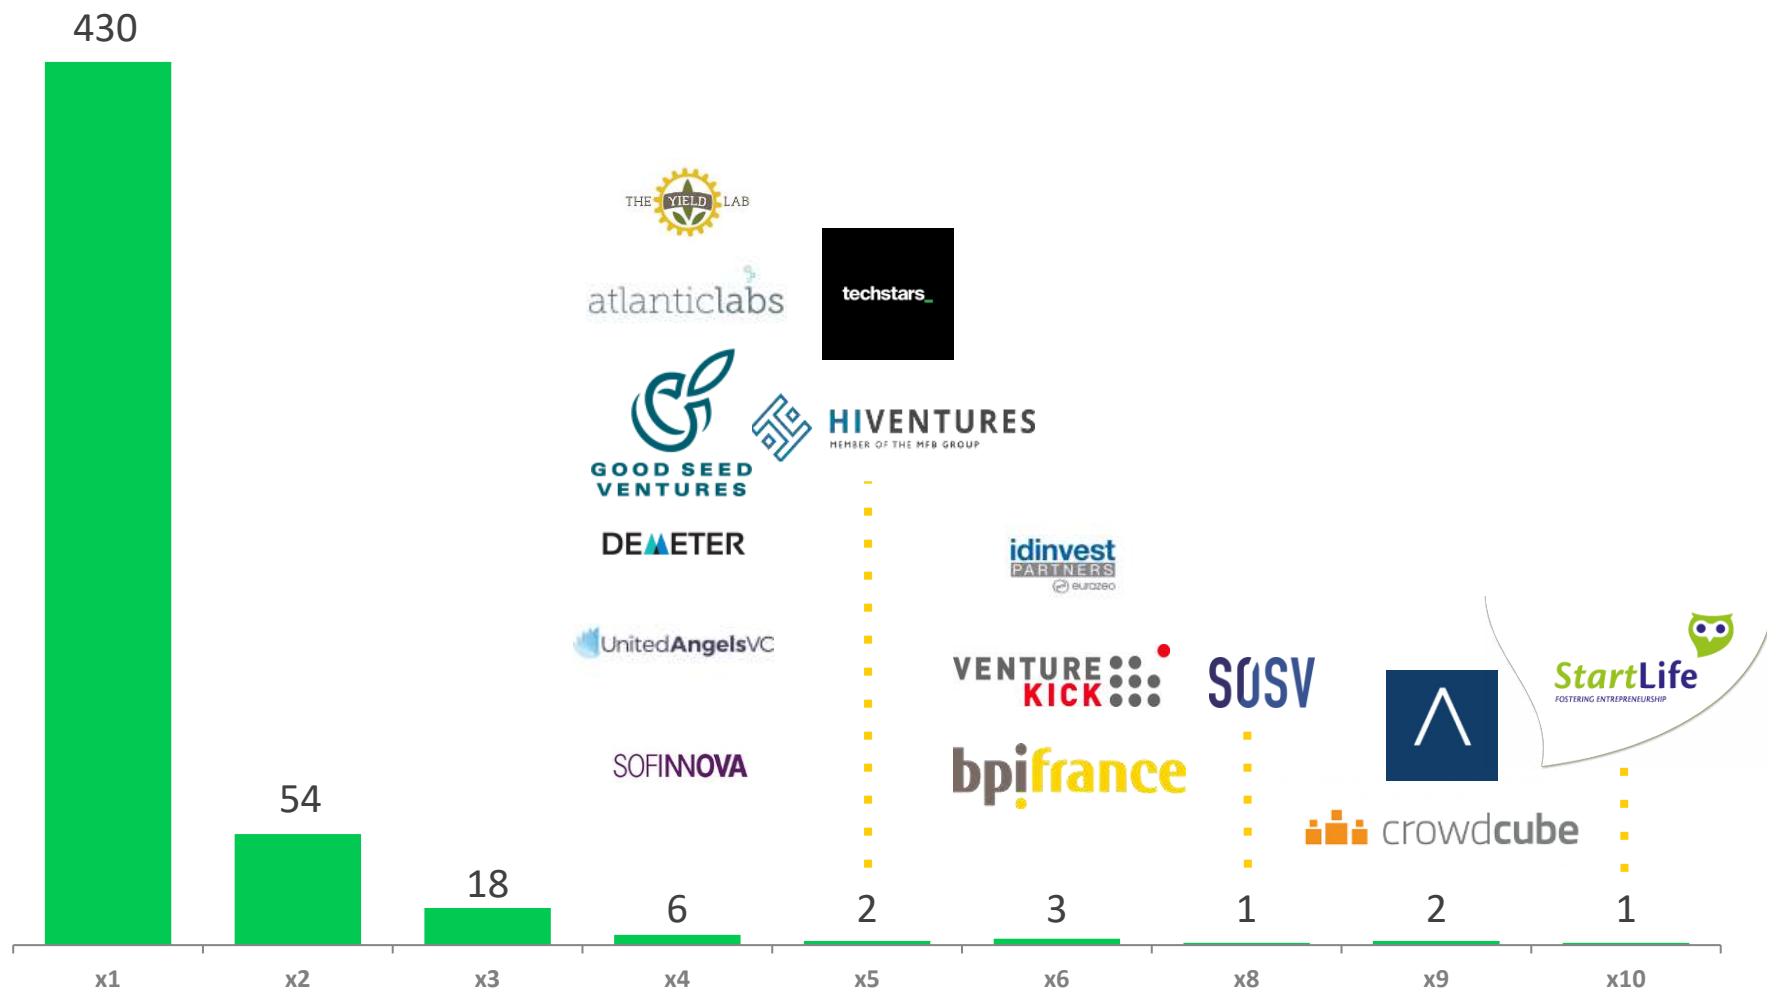 430
THE YIELD LAB
atlanticlabs
techstars_
GOOD SEED
VENTURES
HIVENTURES
MEMBER OF THE MFB GROUP
DEMETER
idinvest
PARTNERS
eurazeo
UnitedAngelsVC
VENTURE
KICK
SOSV
StartLife
FOSTERING ENTREPRENEURSHIP
SOFINNOVA
bpifrance
crowdcube
54
18
6
2
3
1
2
1
x1
x2
x3
x4
x5
x6
x8
x9
x10